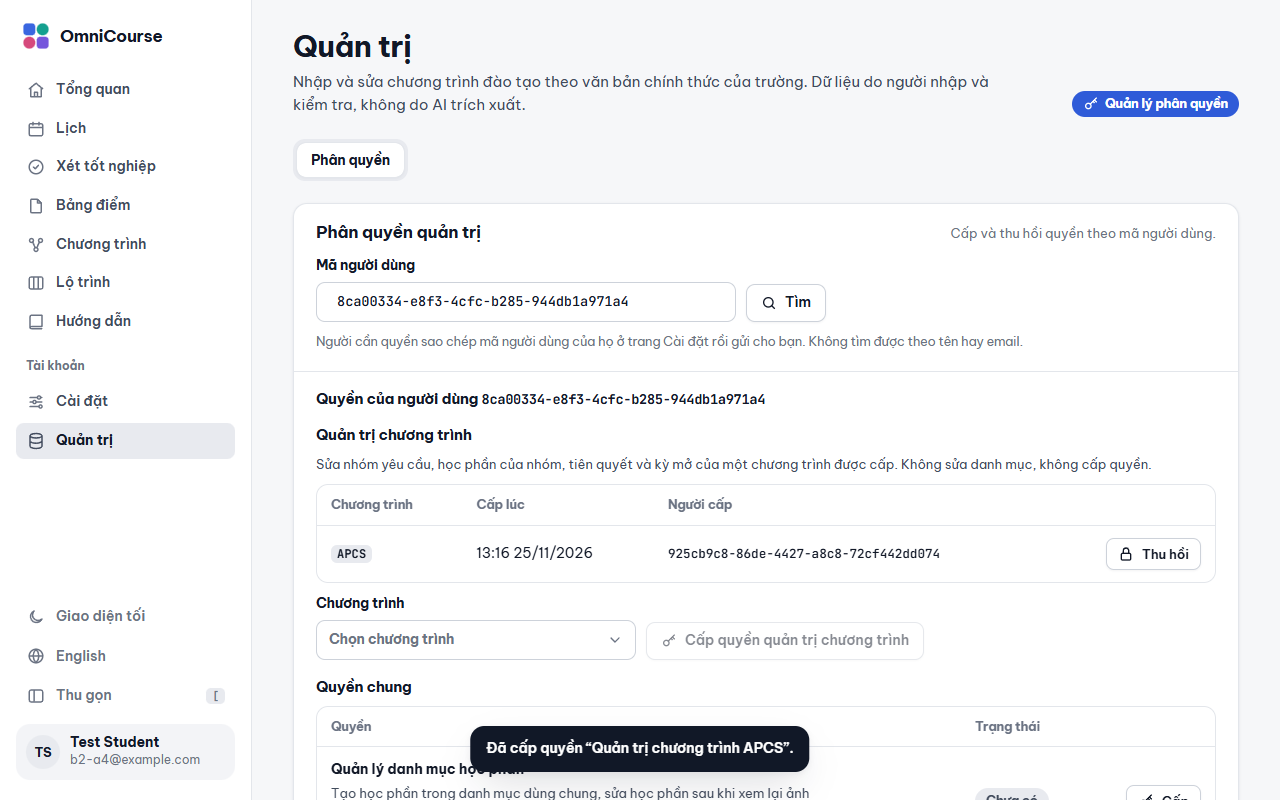 OmniCourse
Tổng quan
Lịch
Xét tốt nghiệp
Bảng điểm
Chương trình
Lộ trình
Hướng dẫn
Tài khoản
Cài đặt
Quản trị
Giao diện tối
English
Thu gọn [
TS
Test Student
b2-a4@example.com
Quản trị
Nhập và sửa chương trình đào tạo theo văn bản chính thức của trường. Dữ liệu do người nhập và
kiểm tra, không do AI trích xuất.
Quản lý phân quyền
Phân quyền
Phân quyền quản trị
Cấp và thu hồi quyền theo mã người dùng.
Mã người dùng
8ca00334-e8f3-4cfc-b285-944db1a971a4
Tìm
Người cần quyền sao chép mã người dùng của họ ở trang Cài đặt rồi gửi cho bạn. Không tìm được theo tên hay email.
Quyền của người dùng 8ca00334-e8f3-4cfc-b285-944db1a971a4
Quản trị chương trình
Sửa nhóm yêu cầu, học phần của nhóm, tiên quyết và kỳ mở của một chương trình được cấp. Không sửa danh mục, không cấp quyền.
Chương trình Cấp lúc Người cấp
APCS 13:16 25/11/2026 925cb9c8-86de-4427-a8c8-72cf442dd074 Thu hồi
Chương trình
Chọn chương trình Cấp quyền quản trị chương trình
Quyền chung
Quyền Trạng thái
Đã cấp quyền “Quản trị chương trình APCS”.
Quản lý danh mục học phần
Tạo học phần trong danh mục dùng chung, sửa học phần sau khi xem lại ảnh
Chưa có Cấp